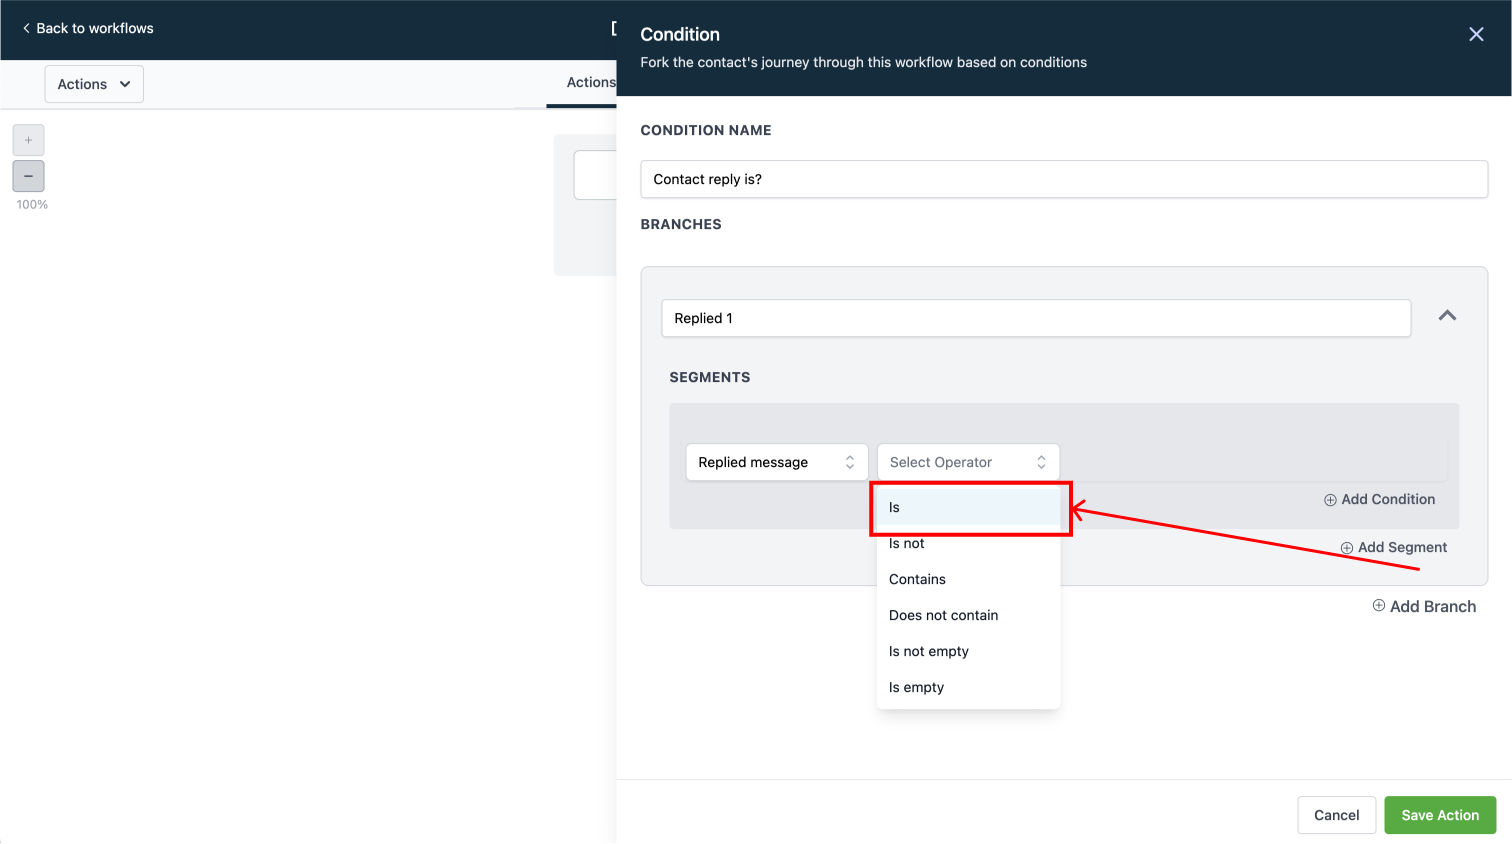 Back to workflows
Actions
Actions
+
−
100%
Condition
Fork the contact's journey through this workflow based on conditions
CONDITION NAME
Contact reply is?
BRANCHES
Replied 1
SEGMENTS
Replied message
Select Operator
Is
Is not
Contains
Does not contain
Is not empty
Is empty
Add Condition
Add Segment
Add Branch
Cancel
Save Action